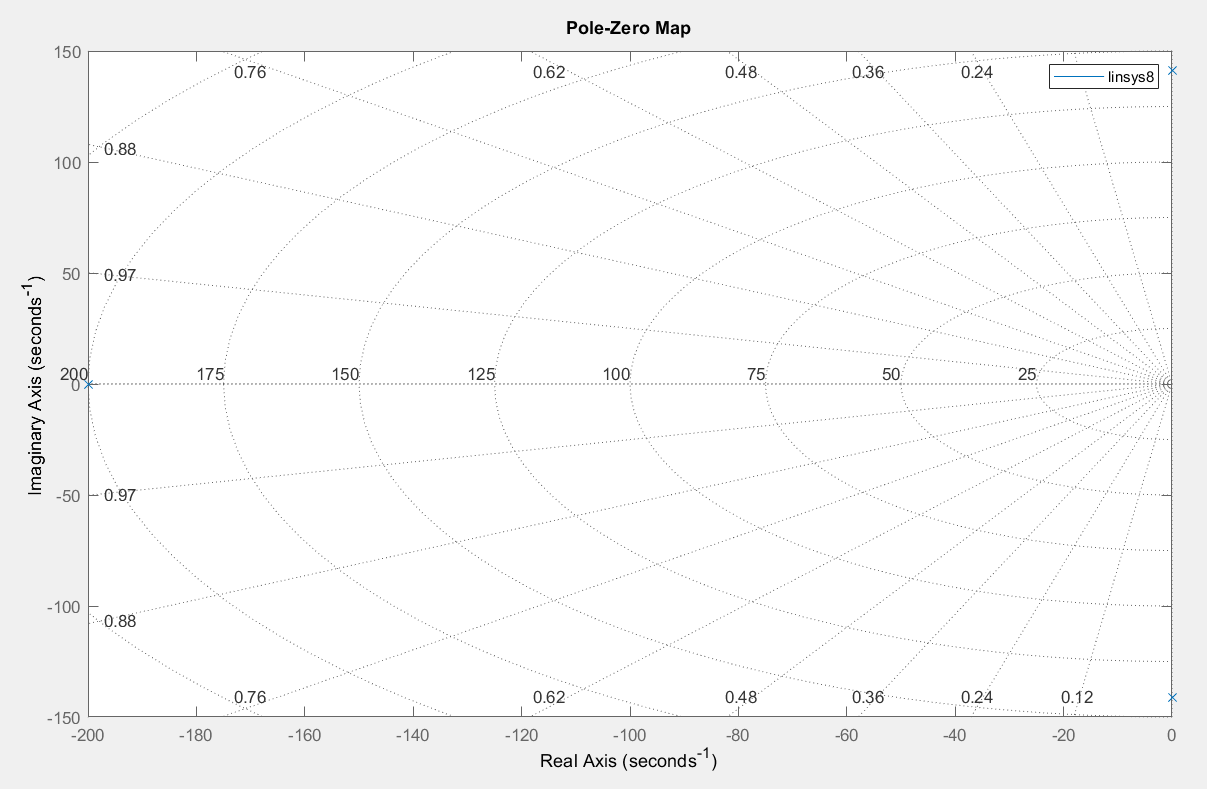 Pole-Zero Map
150
0.76 0.62 0.48 0.36 0.24
linsys8
0.88
100
0.97
50
200 175 150 125 100 75 50 25
0
Imaginary Axis (seconds-1)
0.97
-50
-100
0.88
0.76 0.62 0.48 0.36 0.24 0.12
-150
-200 -180 -160 -140 -120 -100 -80 -60 -40 -20 0
Real Axis (seconds-1)